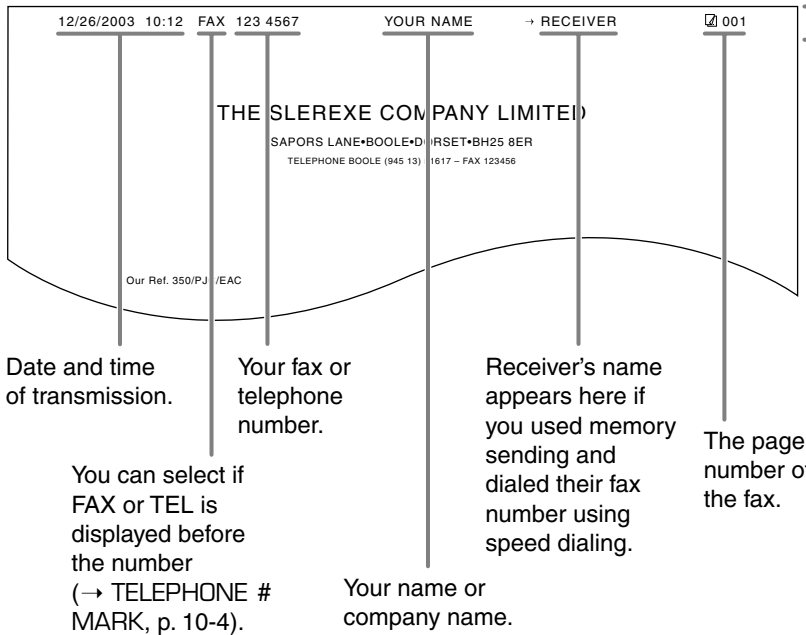 12/26/2003 10:12 FAX 123 4567 YOUR NAME → RECEIVER 001
THE SLEREXE COMPANY LIMITED
SAPORS LANE•BOOLE•DORSET•BH25 8ER
TELEPHONE BOOLE (945 13) 1617 – FAX 123456
Our Ref. 350/PJ /EAC
Date and time
of transmission.
You can select if
FAX or TEL is
displayed before
the number
(→ TELEPHONE #
MARK, p. 10-4).
Your fax or
telephone
number.
Your name or
company name.
Receiver's name
appears here if
you used memory
sending and
dialed their fax
number using
speed dialing.
The page
number of
the fax.